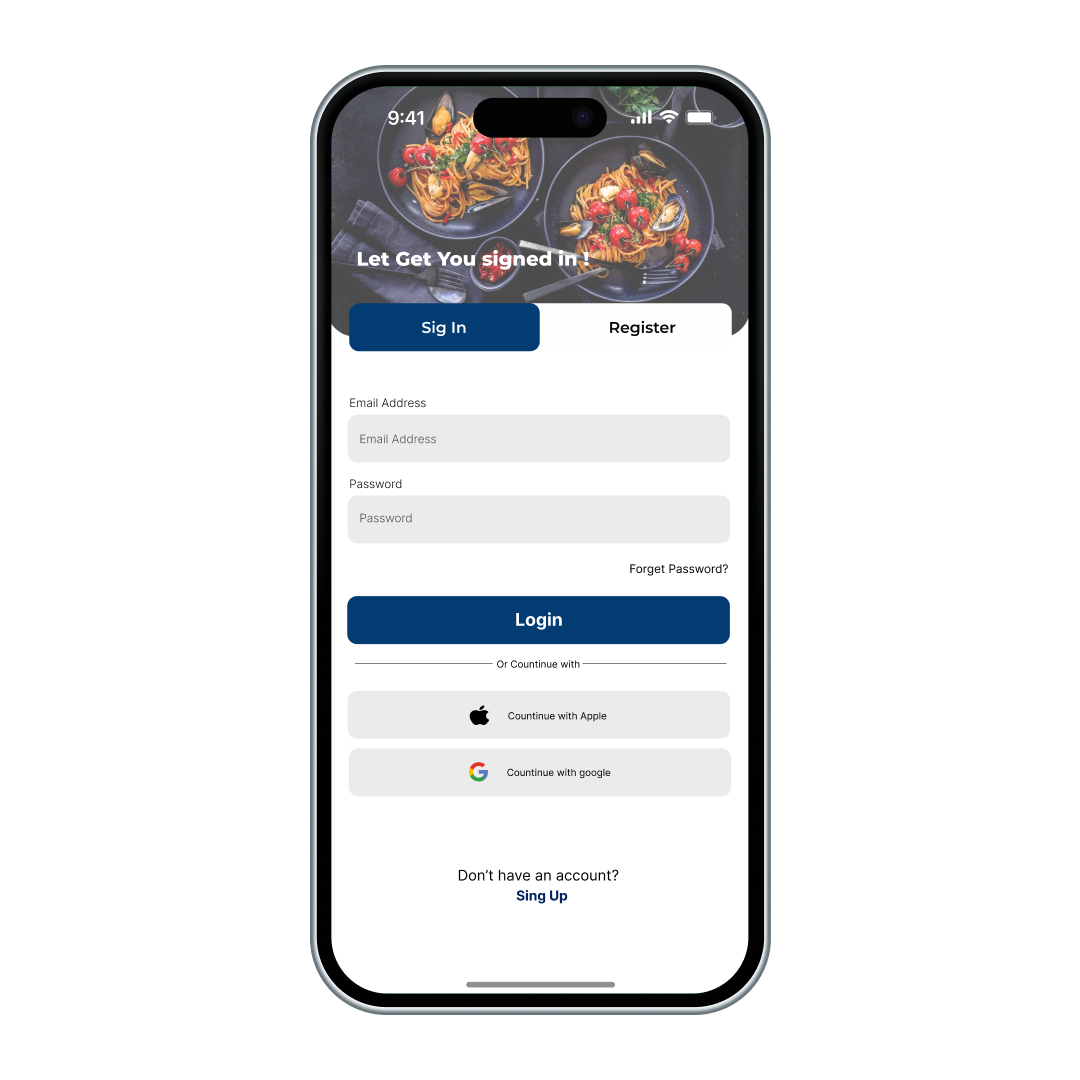 9:41
Let Get You signed in !
Sig In
Register
Email Address
Email Address
Password
Password
Forget Password?
Login
Or Countinue with
Countinue with Apple
Countinue with google
Don’t have an account?
Sing Up